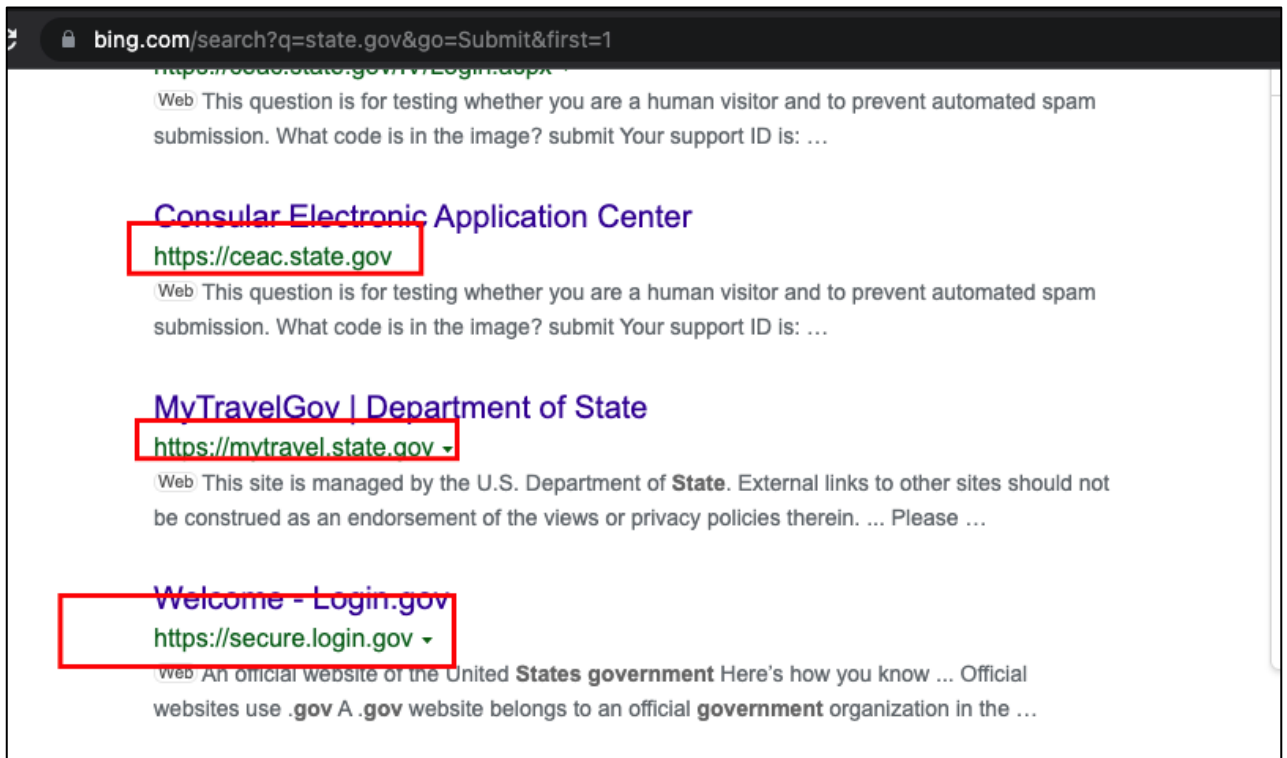 bing.com/search?q=state.gov&go=Submit&first=1
https://ceac.state.gov/IV/Login.aspx
Web This question is for testing whether you are a human visitor and to prevent automated spam
submission. What code is in the image? submit Your support ID is: ...
Consular Electronic Application Center
https://ceac.state.gov
Web This question is for testing whether you are a human visitor and to prevent automated spam
submission. What code is in the image? submit Your support ID is: ...
MyTravelGov | Department of State
https://mytravel.state.gov
Web This site is managed by the U.S. Department of State. External links to other sites should not
be construed as an endorsement of the views or privacy policies therein. ... Please ...
Welcome - Login.gov
https://secure.login.gov
Web An official website of the United States government Here's how you know ... Official
websites use .gov A .gov website belongs to an official government organization in the ...